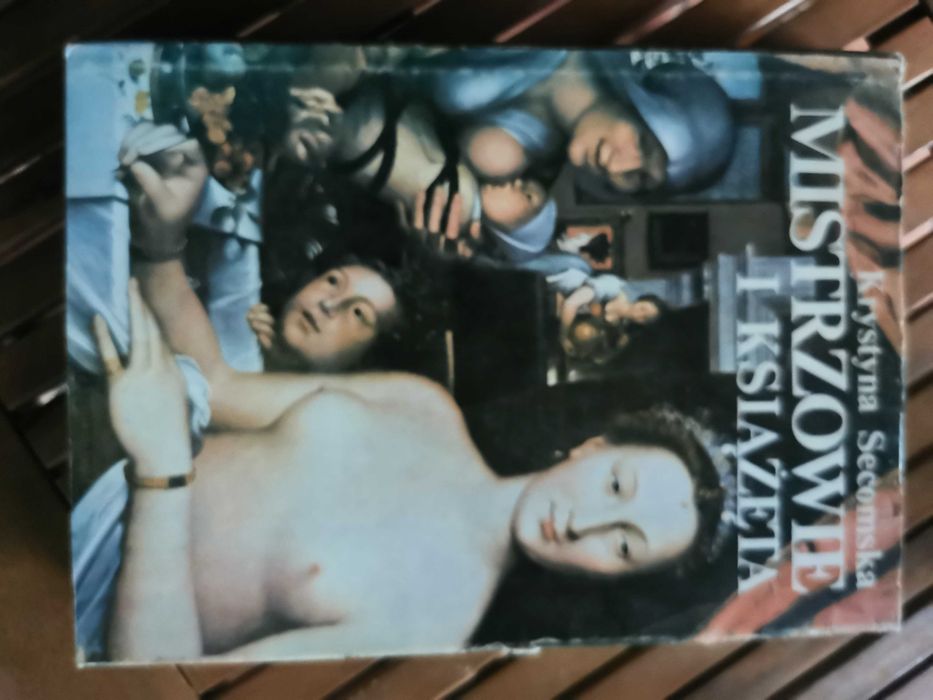 Krystyna Secomska
MISTRZOWIE
I KSIĄŻĘTA